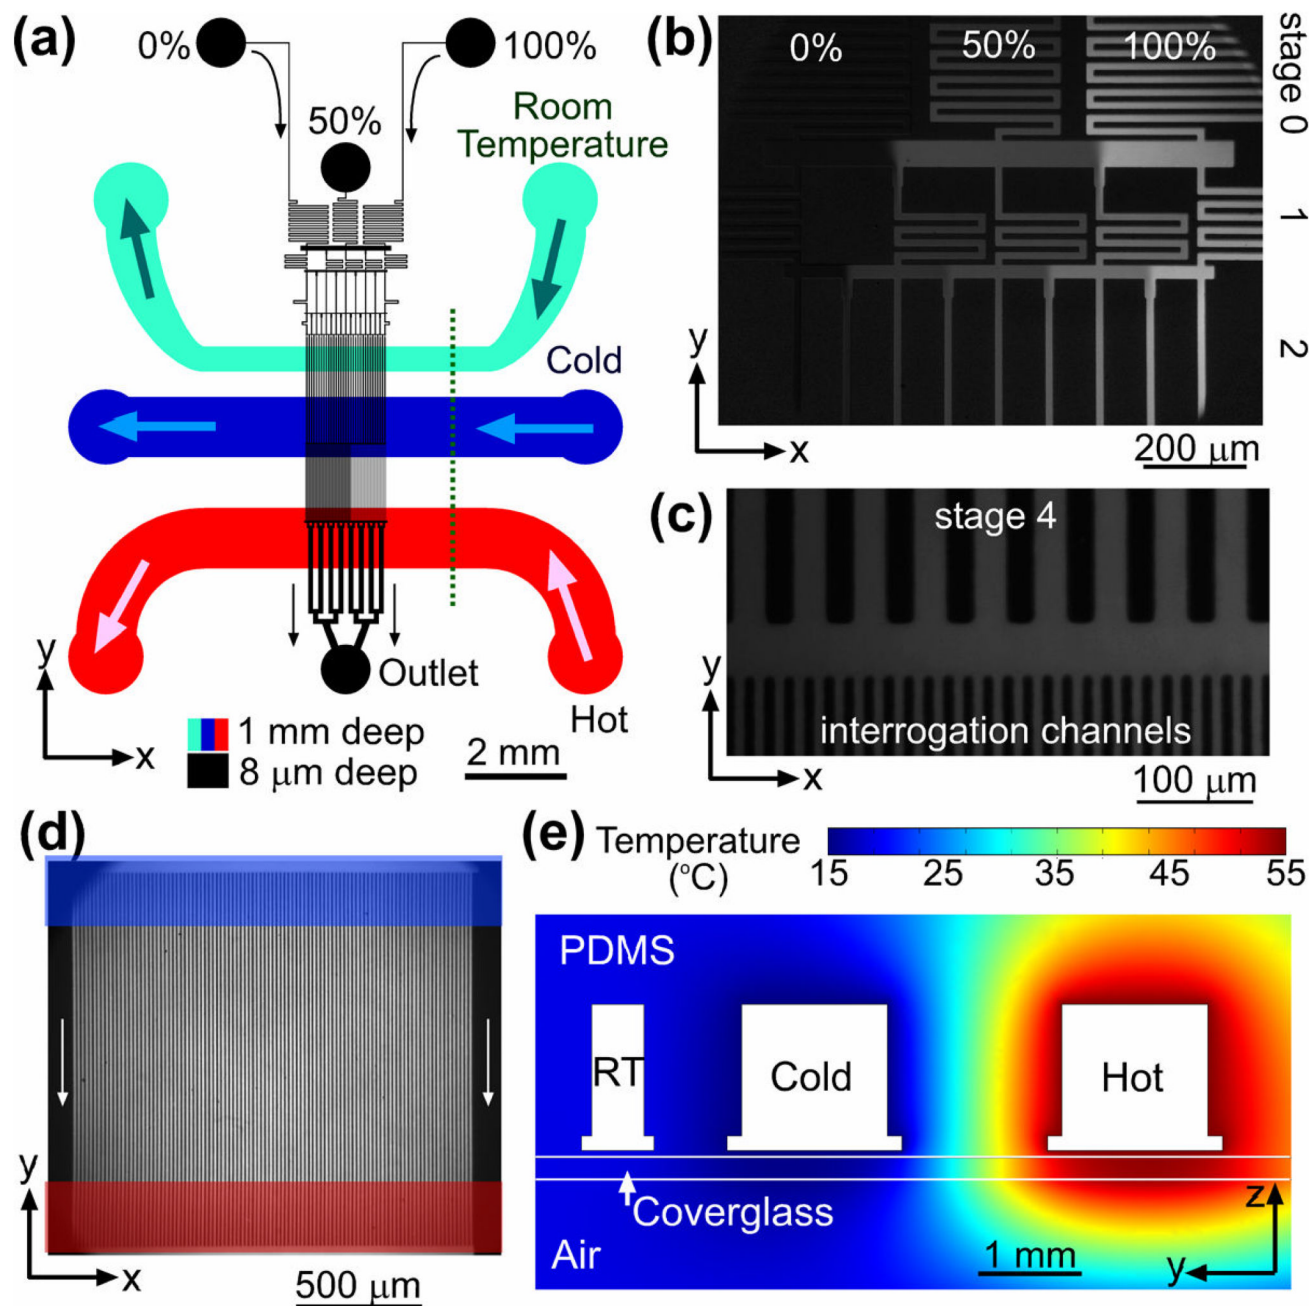 (a)
0%
100%
50%
Room
Temperature
Cold
Outlet
Hot
y
x
1 mm deep
8 μm deep
2 mm
(b)
0%
50%
100%
stage 0
1
2
y
x
200 μm
(c)
stage 4
interrogation channels
y
x
100 μm
(d)
y
x
500 μm
(e)
Temperature
(°C)
15
25
35
45
55
PDMS
RT
Cold
Hot
Coverglass
Air
1 mm
z
y